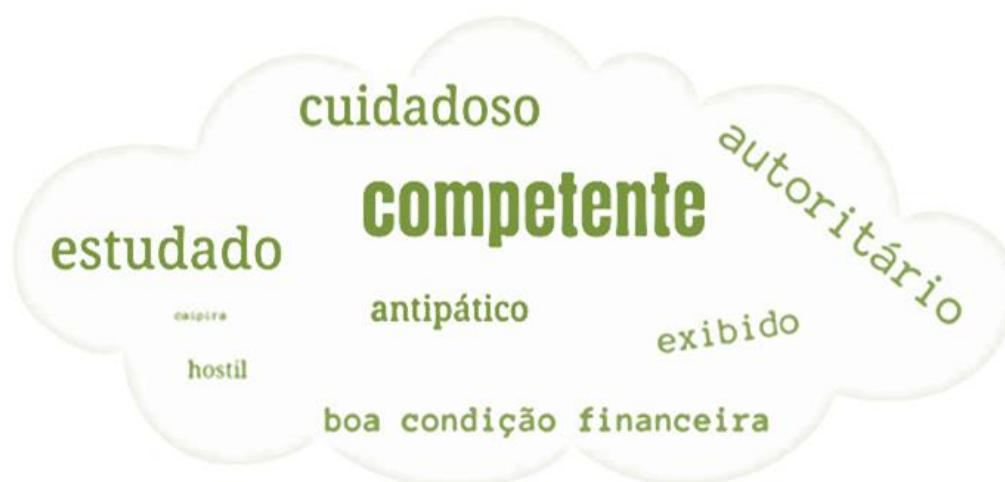 cuidadoso
autoritário
competente
estudado
antipático
caipira
exibido
hostil
boa condição financeira